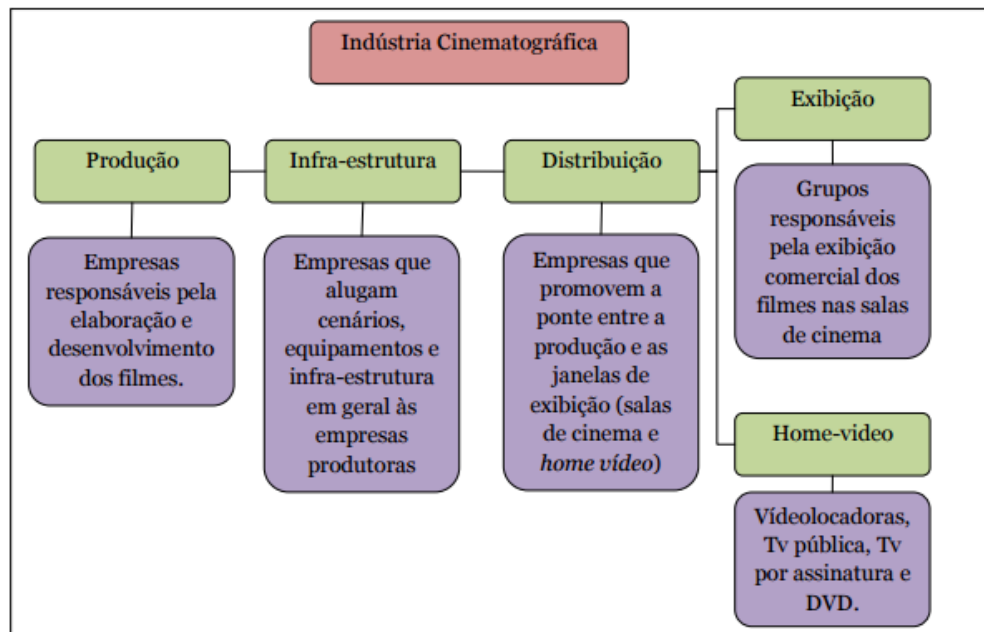 Indústria Cinematográfica
Produção
Empresas
responsáveis pela
elaboração e
desenvolvimento
dos filmes.
Infra-estrutura
Empresas que
alugam
cenários,
equipamentos e
infra-estrutura
em geral às
empresas
produtoras
Distribuição
Empresas que
promovem a
ponte entre a
produção e as
janelas de
exibição (salas
de cinema e
home vídeo)
Exibição
Grupos
responsáveis
pela exibição
comercial dos
filmes nas salas
de cinema
Home-video
Vídeolocadoras,
Tv pública, Tv
por assinatura e
DVD.